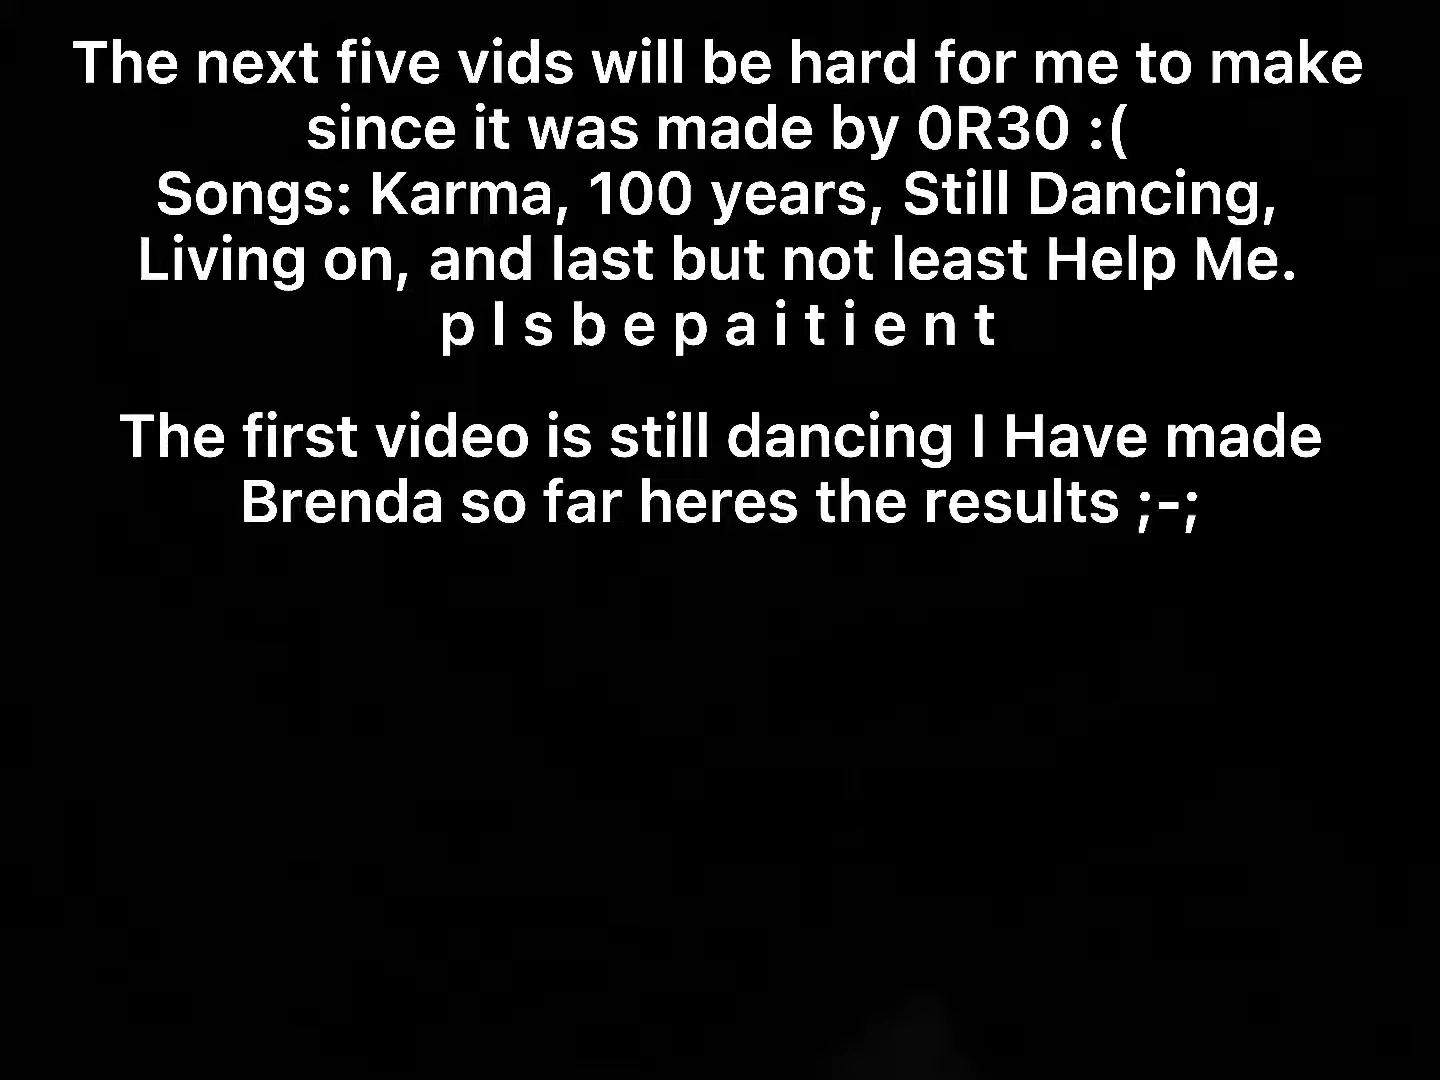 The next five vids will be hard for me to make
since it was made by 0R30 :(
Songs: Karma, 100 years, Still Dancing,
Living on, and last but not least Help Me.
p l s b e p a i t i e n t
The first video is still dancing I Have made
Brenda so far heres the results ;-;